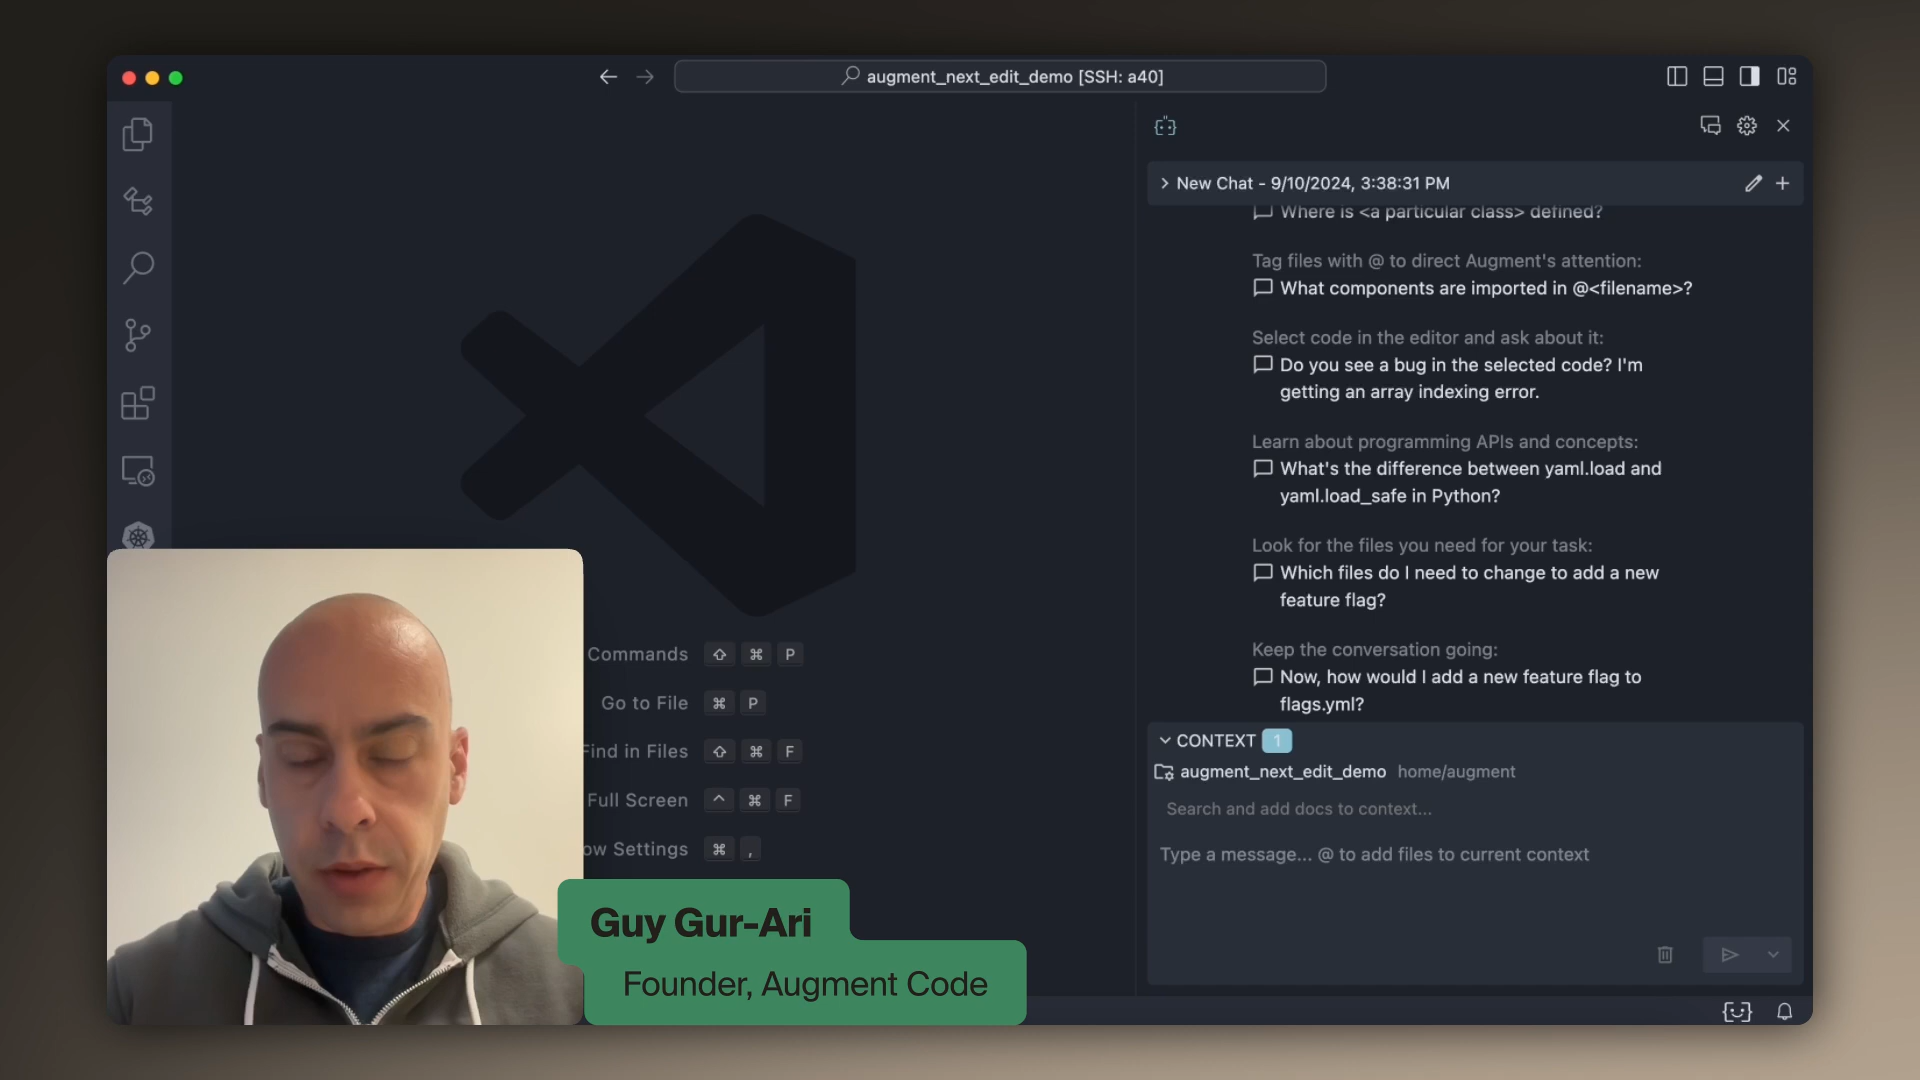 augment_next_edit_demo [SSH: a40]
New Chat - 9/10/2024, 3:38:31 PM
Where is <a particular class> defined?
Tag files with @ to direct Augment's attention:
What components are imported in @<filename>?
Select code in the editor and ask about it:
Do you see a bug in the selected code? I'm
getting an array indexing error.
Learn about programming APIs and concepts:
What's the difference between yaml.load and
yaml.load_safe in Python?
Look for the files you need for your task:
Which files do I need to change to add a new
feature flag?
Keep the conversation going:
Now, how would I add a new feature flag to
flags.yml?
CONTEXT 1
augment_next_edit_demo home/augment
Search and add docs to context...
Type a message... @ to add files to current context
Commands ⇧ ⌘ P
Go to File ⌘ P
Find in Files ⇧ ⌘ F
Full Screen ^ ⌘ F
ow Settings ⌘ ,
Guy Gur-Ari
Founder, Augment Code